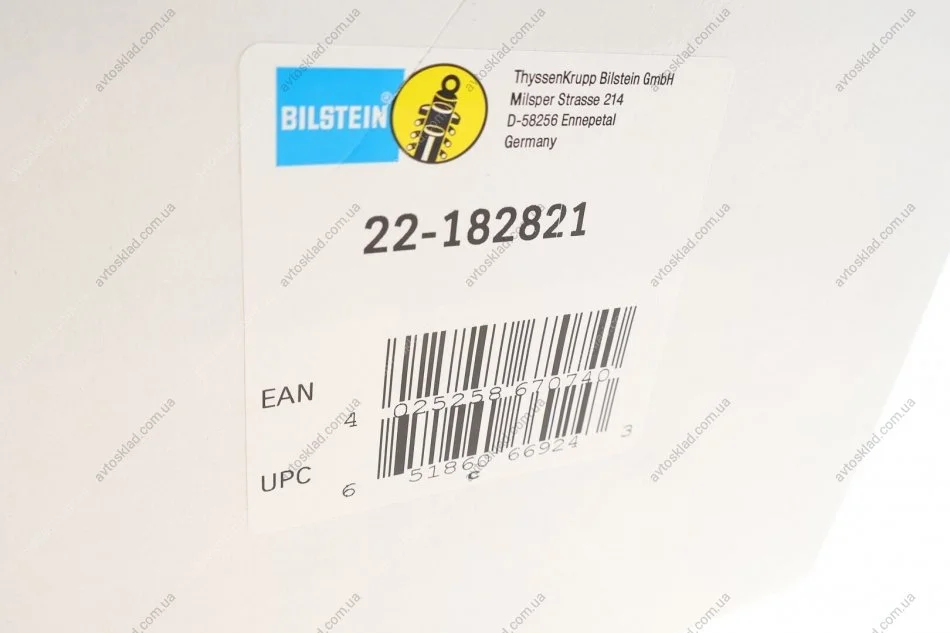 BILSTEIN®
ThyssenKrupp Bilstein GmbH
Milsper Strasse 214
D-58256 Ennepetal
Germany
22-182821
EAN
4 025258 670740
UPC
6 51860 66924 3
c
avtosklad.com.ua